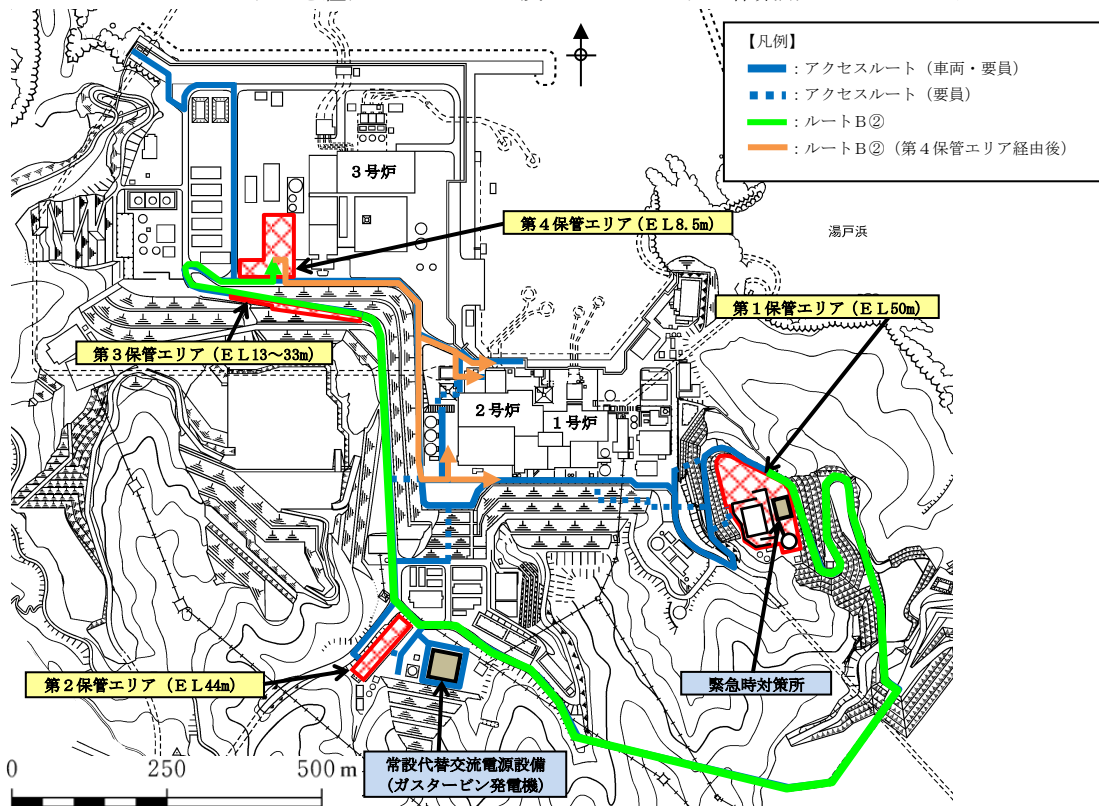 【凡例】
：アクセスルート（車両・要員）
：アクセスルート（要員）
：ルートＢ②
：ルートＢ②（第４保管エリア経由後）
３号炉
第４保管エリア（ＥＬ8.5m）
湯戸浜
第１保管エリア（ＥＬ50m）
第３保管エリア（ＥＬ13～33m）
２号炉
１号炉
第２保管エリア（ＥＬ44m）
緊急時対策所
常設代替交流電源設備
(ガスタービン発電機)
0 250 500 m